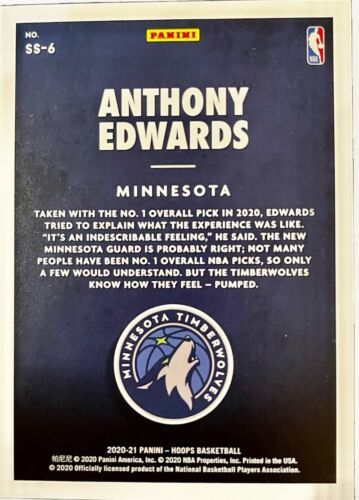 NO.
SS-6
PANINI
NBA
ANTHONY
EDWARDS
MINNESOTA
TAKEN WITH THE NO. 1 OVERALL PICK IN 2020, EDWARDS
TRIED TO EXPLAIN WHAT THE EXPERIENCE WAS LIKE.
“IT’S AN INDESCRIBABLE FEELING,” HE SAID. THE NEW
MINNESOTA GUARD IS PROBABLY RIGHT; NOT MANY
PEOPLE HAVE BEEN NO. 1 OVERALL NBA PICKS, SO ONLY
A FEW WOULD UNDERSTAND. BUT THE TIMBERWOLVES
KNOW HOW THEY FEEL – PUMPED.
MINNESOTA TIMBERWOLVES
2020-21 PANINI – HOOPS BASKETBALL
帕尼尼 © 2020 Panini America, Inc. © 2020 NBA Properties, Inc. Printed in the USA.
© 2020 Officially licensed product of the National Basketball Players Association.